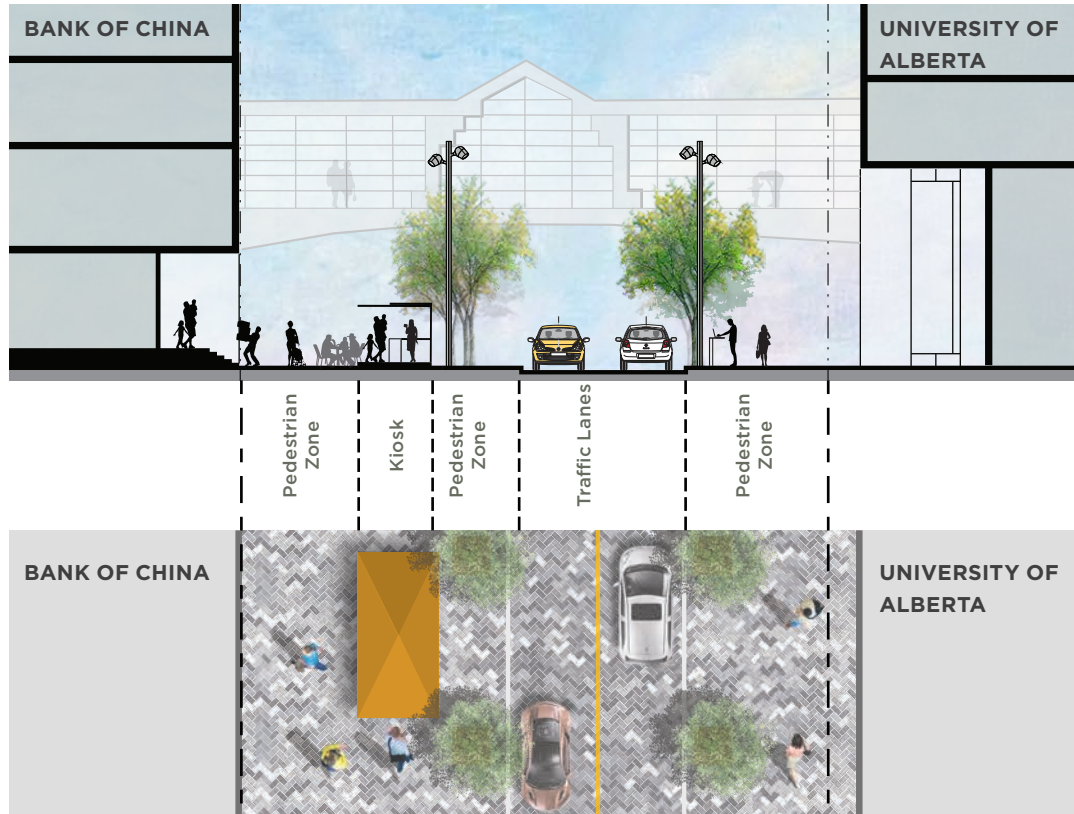 BANK OF CHINA
UNIVERSITY OF
ALBERTA
Pedestrian
Zone
Kiosk
Pedestrian
Zone
Traffic Lanes
Pedestrian
Zone
BANK OF CHINA
UNIVERSITY OF
ALBERTA